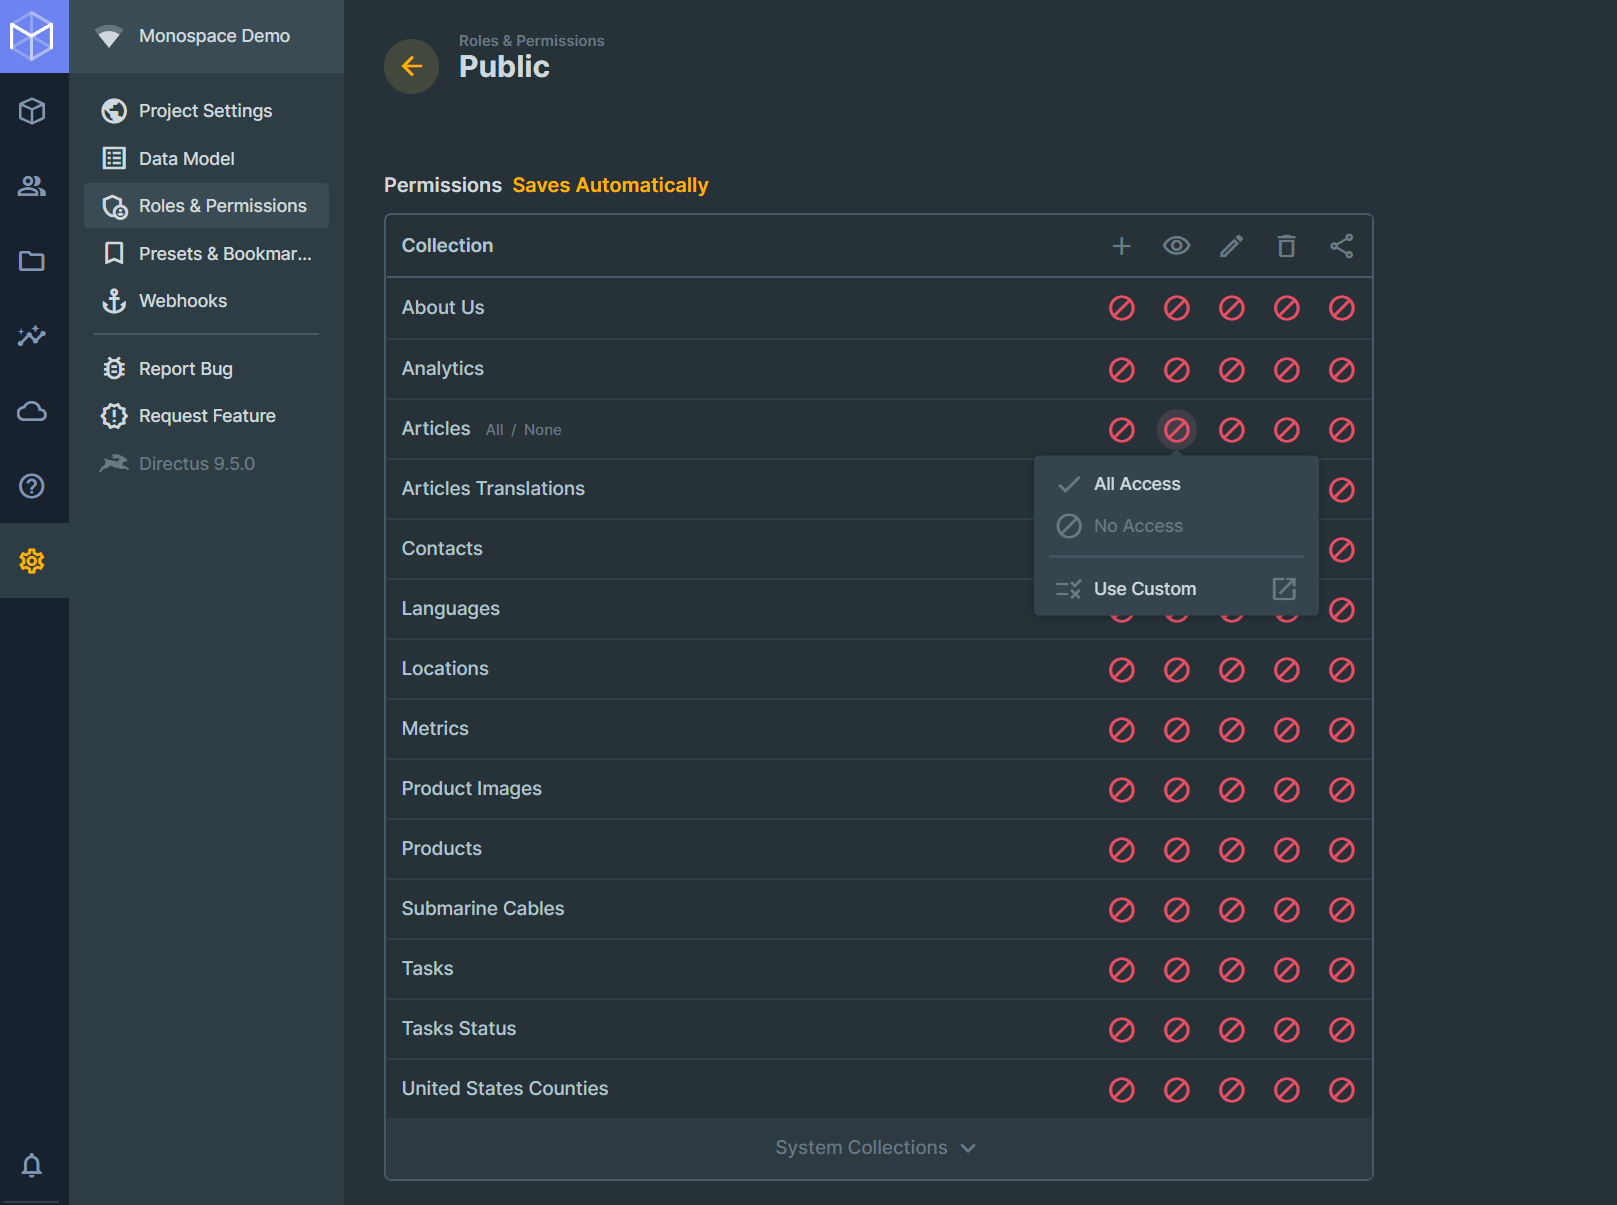 Monospace Demo
Project Settings
Data Model
Roles & Permissions
Presets & Bookmar...
Webhooks
Report Bug
Request Feature
Directus 9.5.0
Roles & Permissions
Public
Permissions Saves Automatically
Collection
About Us
Analytics
Articles All / None
All Access
No Access
Use Custom
Articles Translations
Contacts
Languages
Locations
Metrics
Product Images
Products
Submarine Cables
Tasks
Tasks Status
United States Counties
System Collections